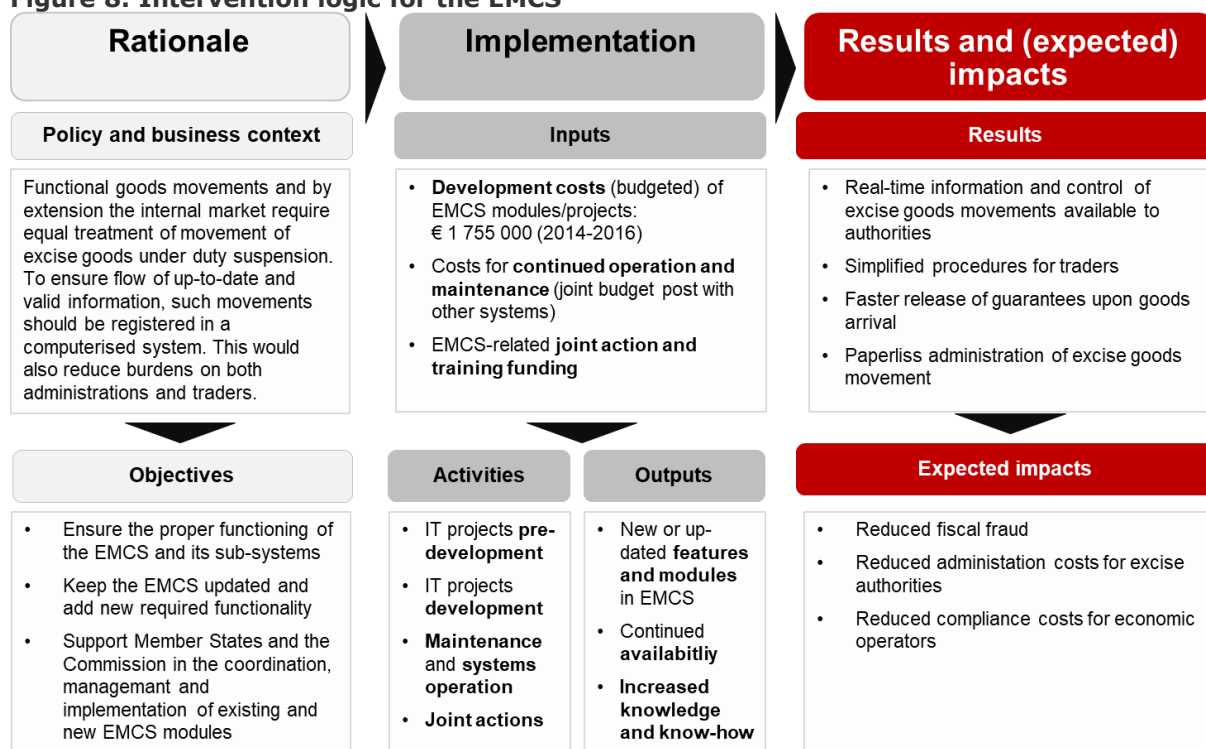 Figure 8: Intervention logic for the EMCS
Rationale
Policy and business context
Functional goods movements and by
extension the internal market require
equal treatment of movement of
excise goods under duty suspension.
To ensure flow of up-to-date and
valid information, such movements
should be registered in a
computerised system. This would
also reduce burdens on both
administrations and traders.
Objectives
• Ensure the proper functioning of
the EMCS and its sub-systems
• Keep the EMCS updated and
add new required functionality
• Support Member States and the
Commission in the coordination,
managemant and
implementation of existing and
new EMCS modules
Implementation
Inputs
• Development costs (budgeted) of
EMCS modules/projects:
€ 1 755 000 (2014-2016)
• Costs for continued operation and
maintenance (joint budget post with
other systems)
• EMCS-related joint action and
training funding
Activities
• IT projects pre-
development
• IT projects
development
• Maintenance
and systems
operation
• Joint actions
Outputs
• New or up-
dated features
and modules
in EMCS
• Continued
availabitliy
• Increased
knowledge
and know-how
Results and (expected)
impacts
Results
• Real-time information and control of
excise goods movements available to
authorities
• Simplified procedures for traders
• Faster release of guarantees upon goods
arrival
• Paperliss administration of excise goods
movement
Expected impacts
• Reduced fiscal fraud
• Reduced administation costs for excise
authorities
• Reduced compliance costs for economic
operators